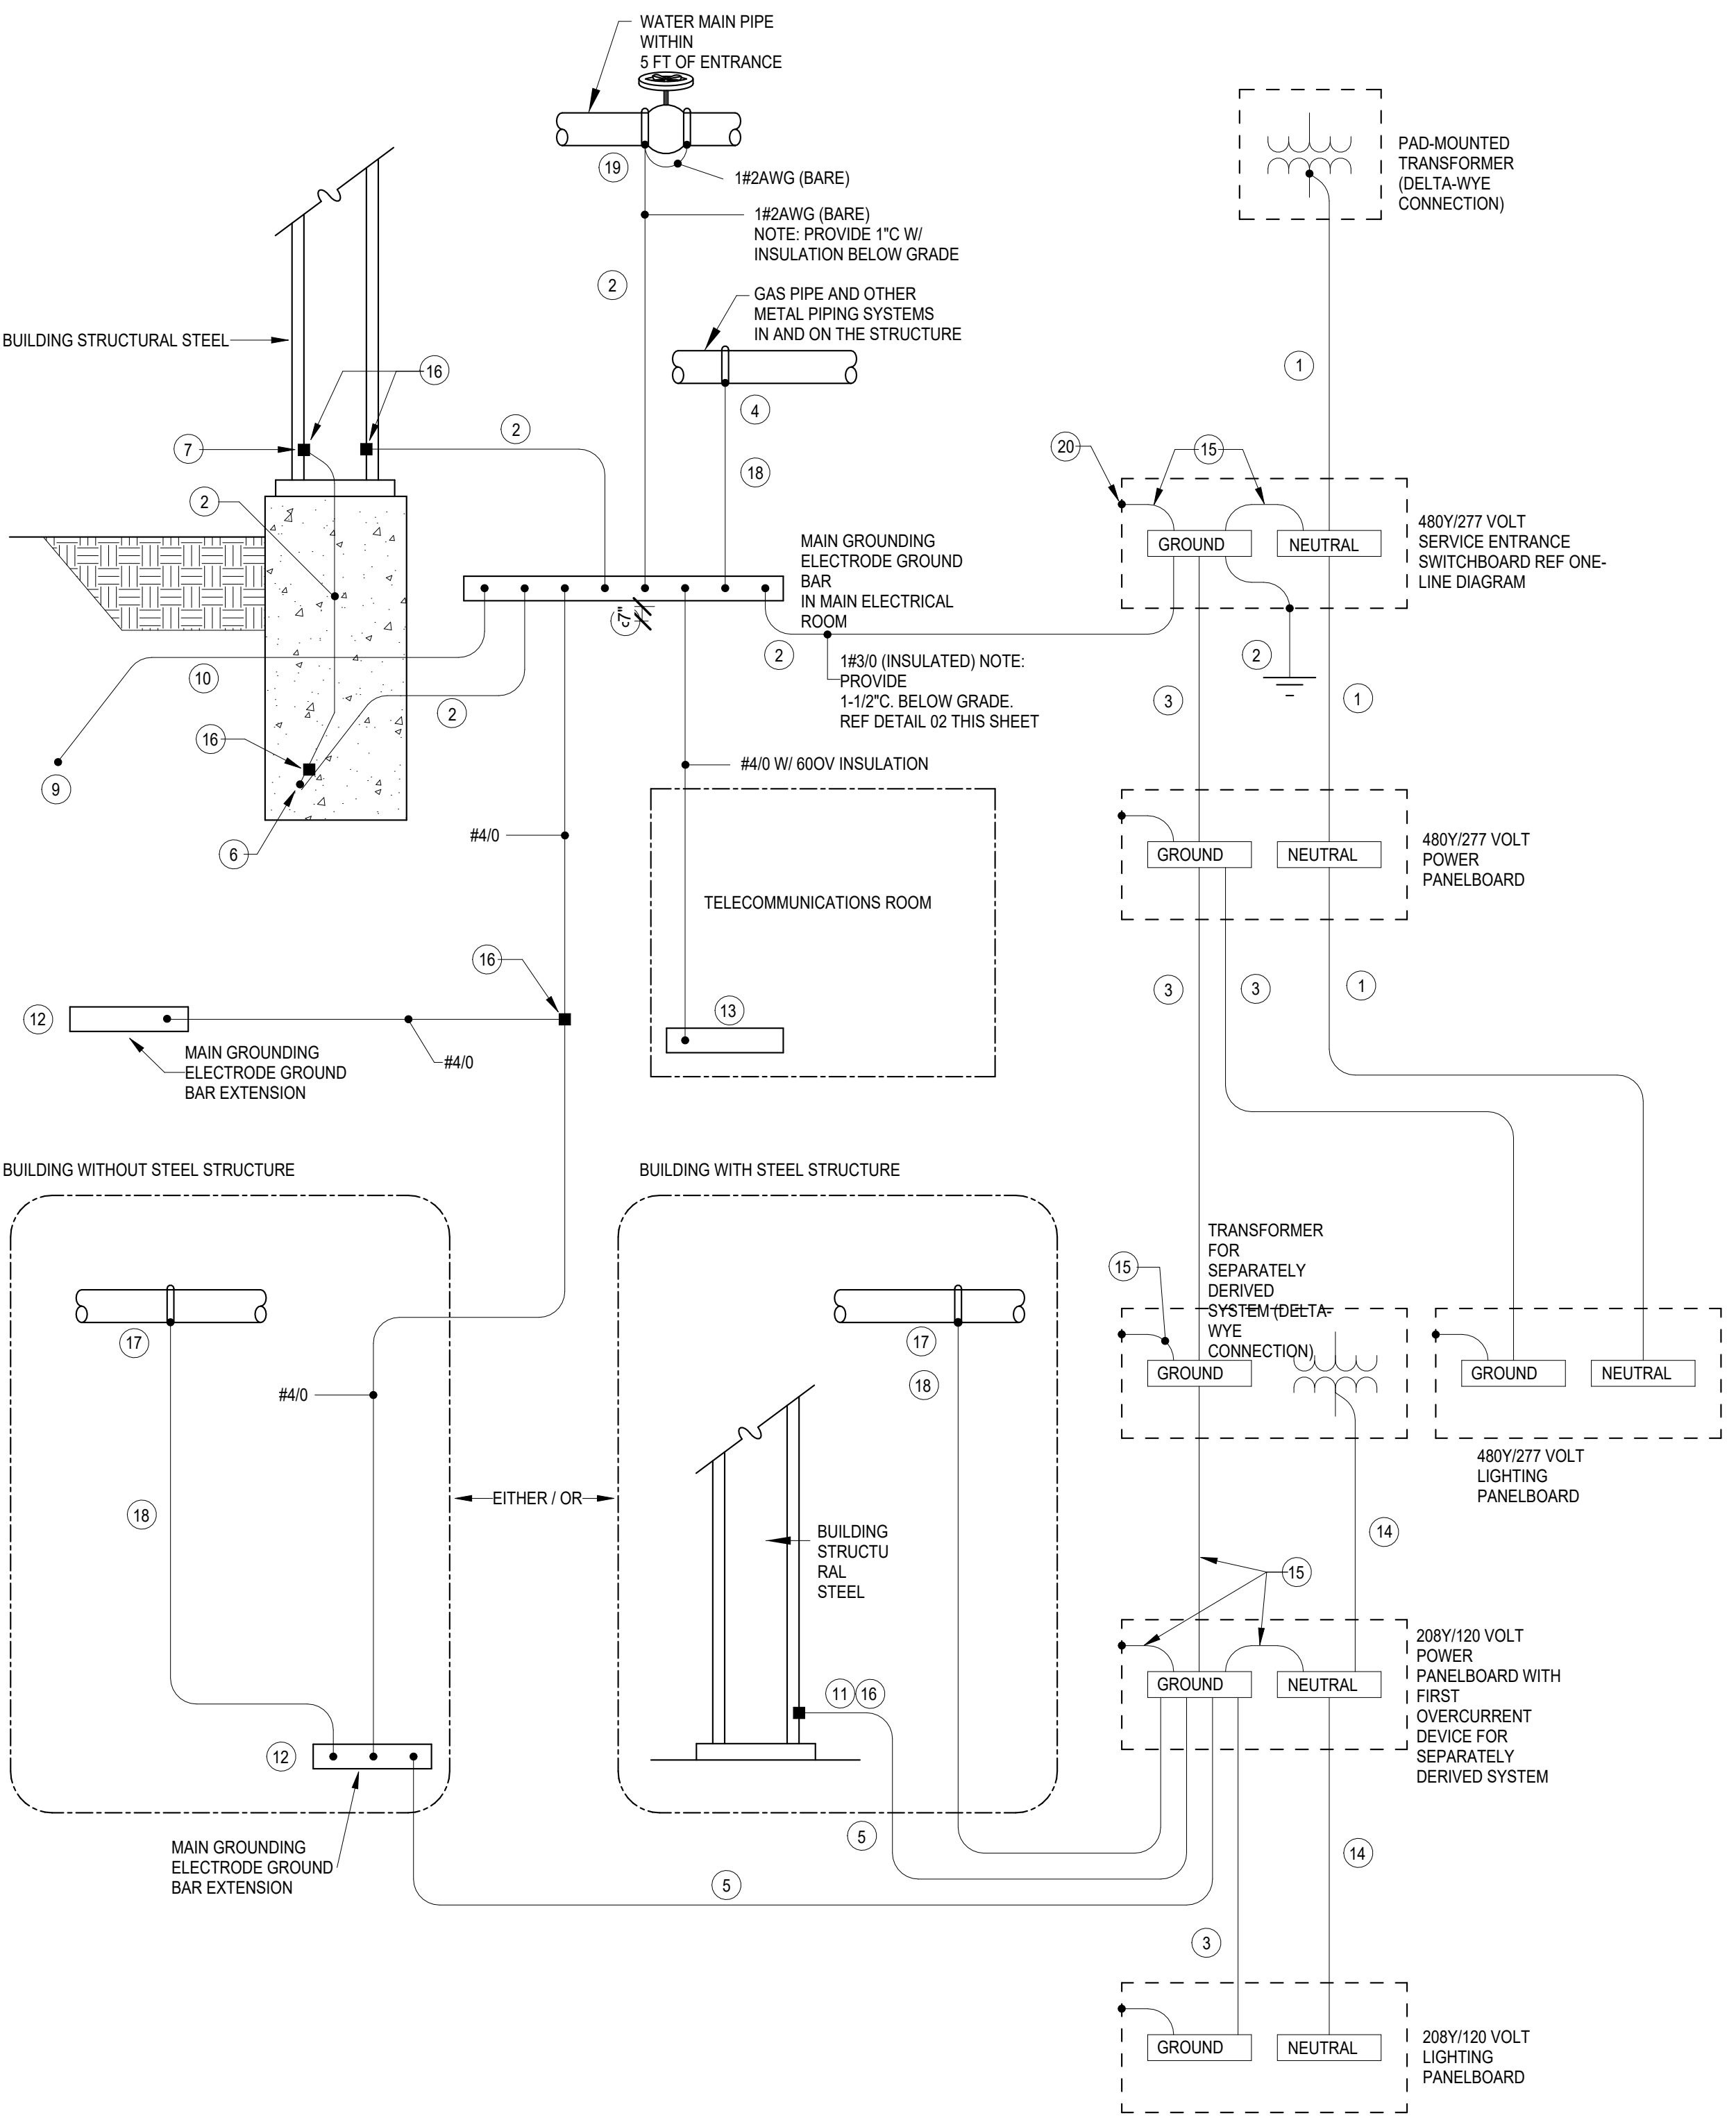 WATER MAIN PIPE
WITHIN
5 FT OF ENTRANCE
19
1#2AWG (BARE)
1#2AWG (BARE)
NOTE: PROVIDE 1"C W/
INSULATION BELOW GRADE
2
GAS PIPE AND OTHER
METAL PIPING SYSTEMS
IN AND ON THE STRUCTURE
4
18
PAD-MOUNTED
TRANSFORMER
(DELTA-WYE
CONNECTION)
1
BUILDING STRUCTURAL STEEL
16
7
2
2
20
15
GROUND
NEUTRAL
480Y/277 VOLT
SERVICE ENTRANCE
SWITCHBOARD REF ONE-
LINE DIAGRAM
MAIN GROUNDING
ELECTRODE GROUND
BAR
IN MAIN ELECTRICAL
ROOM
2
1#3/0 (INSULATED) NOTE:
PROVIDE
1-1/2"C. BELOW GRADE.
REF DETAIL 02 THIS SHEET
2
3
1
10
2
16
9
6
#4/0 W/ 60OV INSULATION
#4/0
TELECOMMUNICATIONS ROOM
13
GROUND
NEUTRAL
480Y/277 VOLT
POWER
PANELBOARD
3
3
1
16
12
MAIN GROUNDING
ELECTRODE GROUND
BAR EXTENSION
#4/0
BUILDING WITHOUT STEEL STRUCTURE
BUILDING WITH STEEL STRUCTURE
17
#4/0
18
12
MAIN GROUNDING
ELECTRODE GROUND
BAR EXTENSION
EITHER / OR
17
18
BUILDING
STRUCTU
RAL
STEEL
11
16
5
5
TRANSFORMER
FOR
SEPARATELY
DERIVED
SYSTEM (DELTA-
WYE
CONNECTION)
15
GROUND
GROUND
NEUTRAL
480Y/277 VOLT
LIGHTING
PANELBOARD
14
15
GROUND
NEUTRAL
208Y/120 VOLT
POWER
PANELBOARD WITH
FIRST
OVERCURRENT
DEVICE FOR
SEPARATELY
DERIVED SYSTEM
14
3
GROUND
NEUTRAL
208Y/120 VOLT
LIGHTING
PANELBOARD